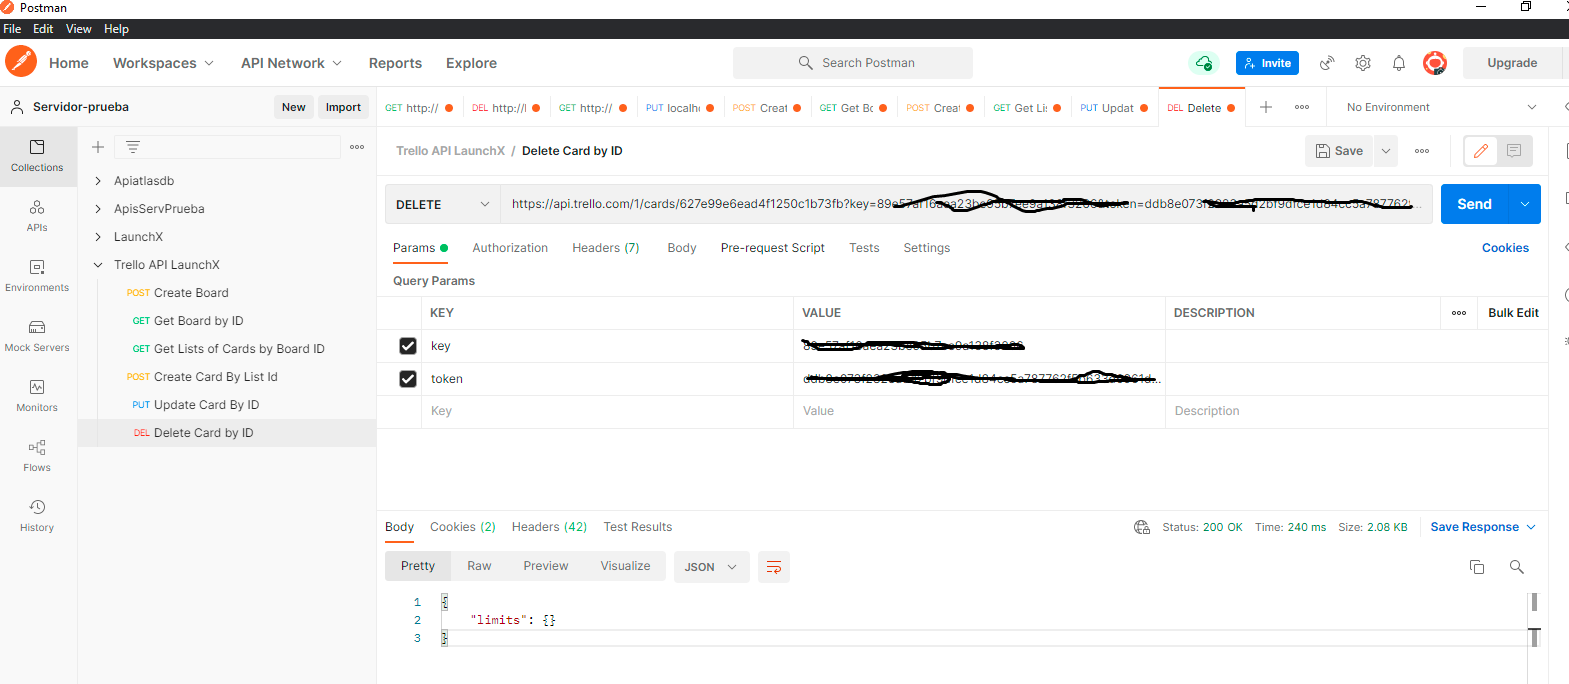 Postman
File Edit View Help
Home Workspaces API Network Reports Explore Search Postman Invite Upgrade
Servidor-prueba New Import
GET http:// DEL http://l GET http:// PUT localh POST Creat GET Get Bo POST Creat GET Get Lis PUT Updat DEL Delete No Environment
Collections
APIs
Environments
Mock Servers
Monitors
Flows
History
Apiatlasdb
ApisServPrueba
LaunchX
Trello API LaunchX
POST Create Board
GET Get Board by ID
GET Get Lists of Cards by Board ID
POST Create Card By List Id
PUT Update Card By ID
DEL Delete Card by ID
Trello API LaunchX / Delete Card by ID Save
DELETE https://api.trello.com/1/cards/627e99e6ead4f1250c1b73fb?key= Send
Params Authorization Headers (7) Body Pre-request Script Tests Settings Cookies
Query Params
KEY VALUE DESCRIPTION Bulk Edit
key
token
Key Value Description
Body Cookies (2) Headers (42) Test Results Status: 200 OK Time: 240 ms Size: 2.08 KB Save Response
Pretty Raw Preview Visualize JSON
1 {
2 "limits": {}
3 }